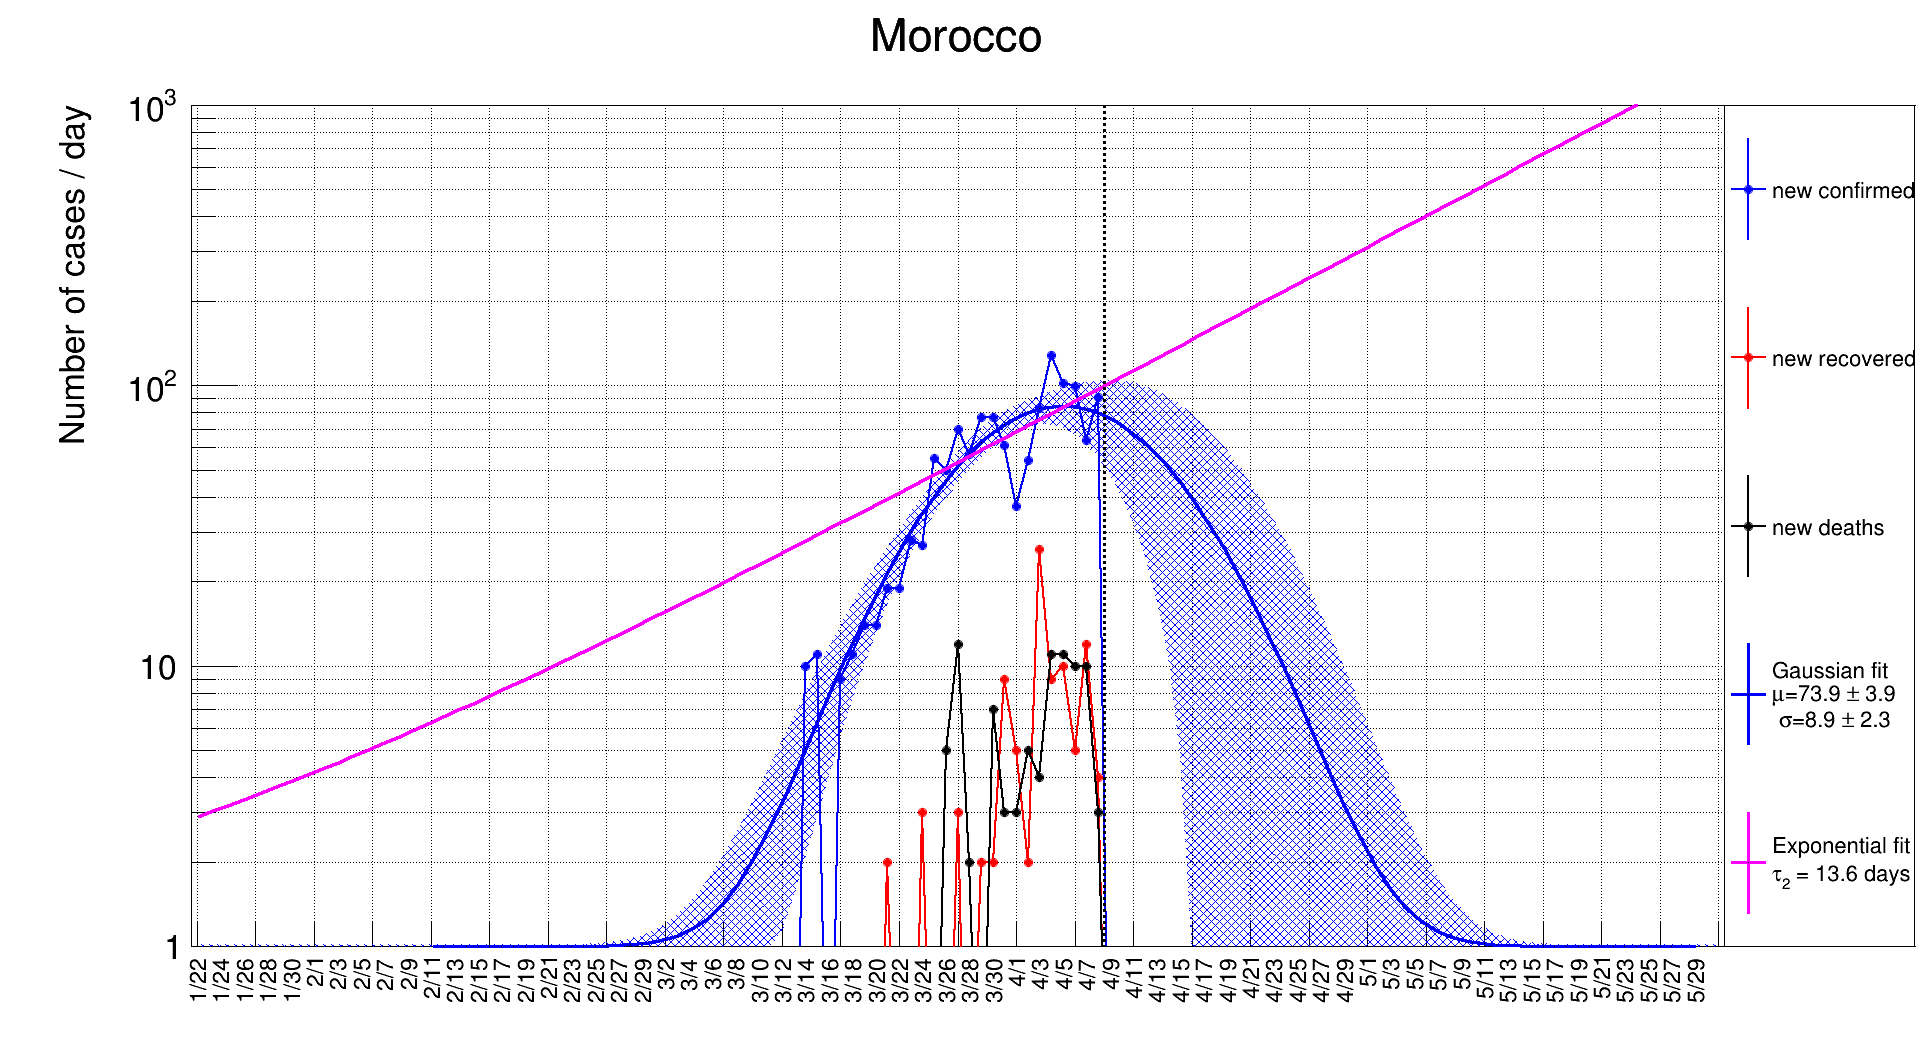 Morocco
Number of cases / day
10³
10²
10
1
1/22 1/24 1/26 1/28 1/30 2/1 2/3 2/5 2/7 2/9 2/11 2/13 2/15 2/17 2/19 2/21 2/23 2/25 2/27 2/29 3/2 3/4 3/6 3/8 3/10 3/12 3/14 3/16 3/18 3/20 3/22 3/24 3/26 3/28 3/30 4/1 4/3 4/5 4/7 4/9 4/11 4/13 4/15 4/17 4/19 4/21 4/23 4/25 4/27 4/29 5/1 5/3 5/5 5/7 5/9 5/11 5/13 5/15 5/17 5/19 5/21 5/23 5/25 5/27 5/29
new confirmed
new recovered
new deaths
Gaussian fit
μ=73.9 ± 3.9
σ=8.9 ± 2.3
Exponential fit
τ₂ = 13.6 days